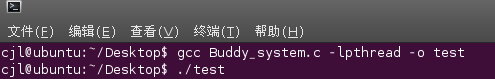 文件(F) 编辑(E) 查看(V) 终端(T) 帮助(H)
cjl@ubuntu:~/Desktop$ gcc Buddy_system.c -lpthread -o test
cjl@ubuntu:~/Desktop$ ./test